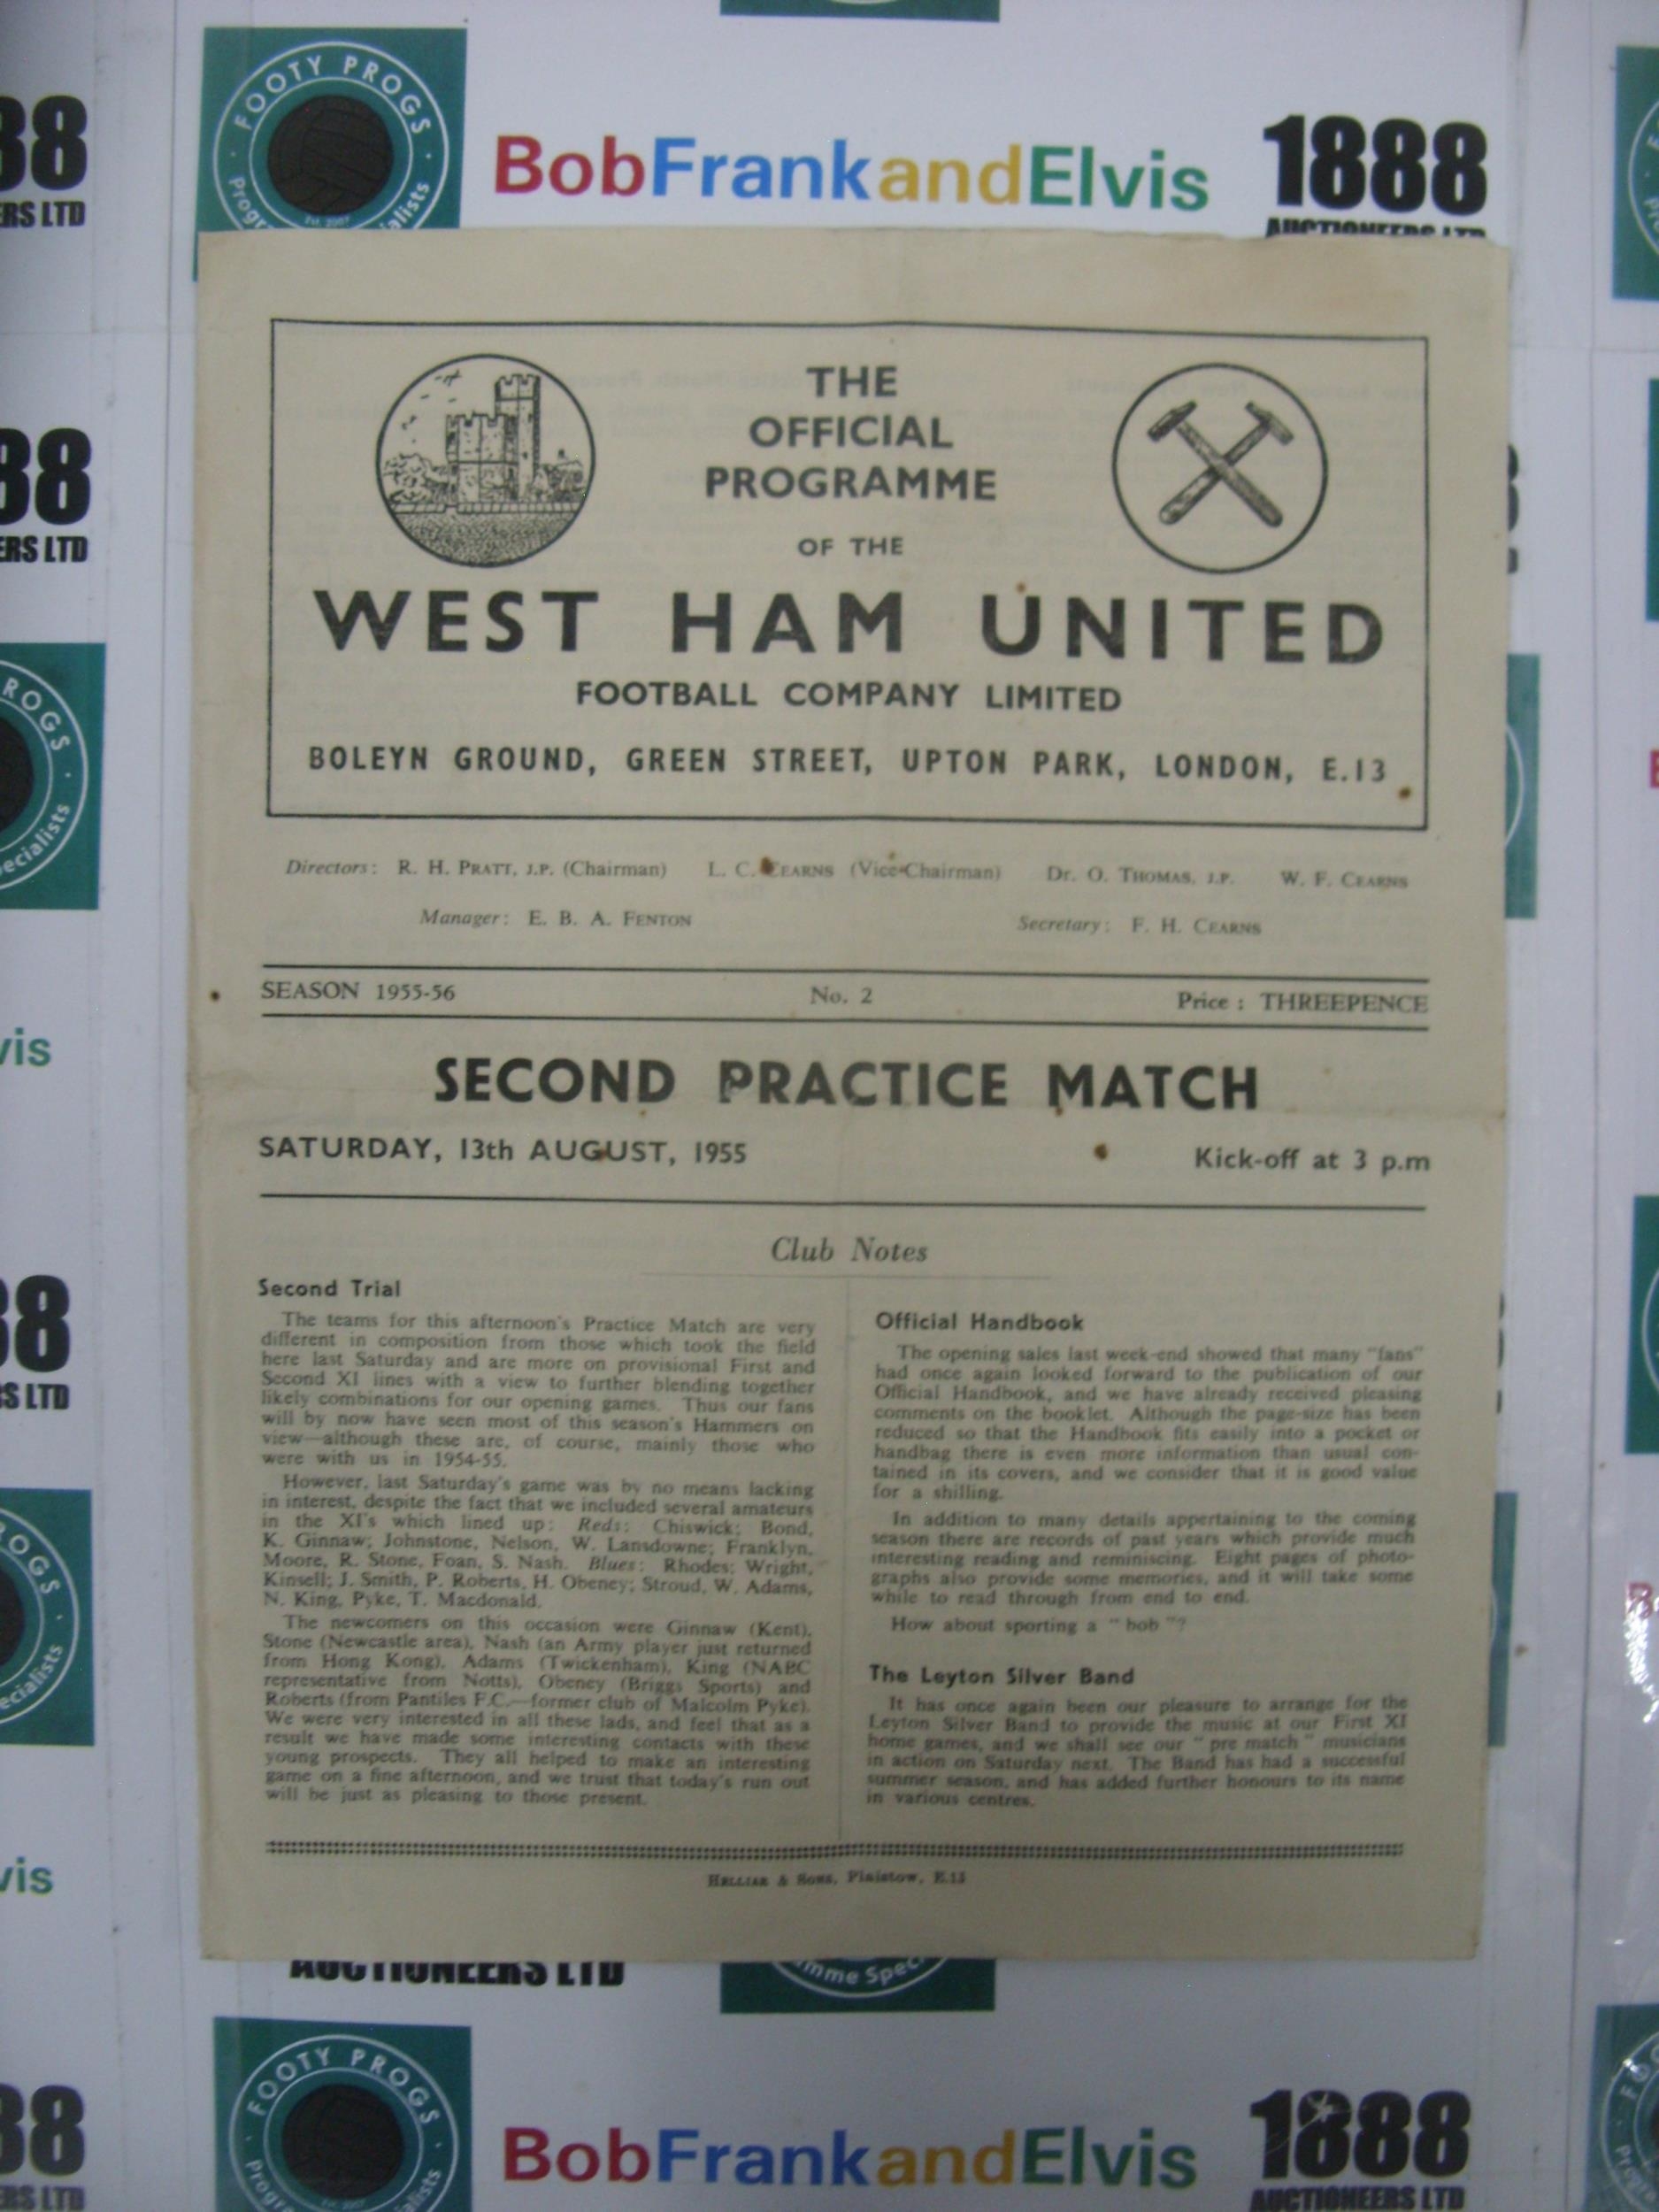 FOOTY PROGS
BobFrankandElvis
1888
AUCTIONEERS LTD
THE
OFFICIAL
PROGRAMME
OF THE
WEST HAM UNITED
FOOTBALL COMPANY LIMITED
BOLEYN GROUND, GREEN STREET, UPTON PARK, LONDON, E.13
Directors: R. H. PRATT, J.P. (Chairman) L. C. CEARNS (Vice-Chairman) Dr. O. THOMAS, J.P. W. F. CEARNS
Manager: E. B. A. FENTON Secretary: F. H. CEARNS
SEASON 1955-56 No. 2 Price : THREEPENCE
SECOND PRACTICE MATCH
SATURDAY, 13th AUGUST, 1955 Kick-off at 3 p.m
Club Notes
Second Trial
The teams for this afternoon's Practice Match are very
different in composition from those which took the field
here last Saturday and are more on provisional First and
Second XI lines with a view to further blending together
likely combinations for our opening games. Thus our fans
will by now have seen most of this season's Hammers on
view—although these are, of course, mainly those who
were with us in 1954-55.
However, last Saturday's game was by no means lacking
in interest, despite the fact that we included several amateurs
in the XI's which lined up: Reds: Chiswick; Bond,
K. Ginnaw; Johnstone, Nelson, W. Lansdowne; Franklyn,
Moore, R. Stone, Foan, S. Nash. Blues: Rhodes; Wright,
Kinsell; J. Smith, P. Roberts, H. Obeney; Stroud, W. Adams,
N. King, Pyke, T. Macdonald.
The newcomers on this occasion were Ginnaw (Kent),
Stone (Newcastle area), Nash (an Army player just returned
from Hong Kong), Adams (Twickenham), King (NABC
representative from Notts), Obeney (Briggs Sports) and
Roberts (from Pantiles F.C.—former club of Malcolm Pyke).
We were very interested in all these lads, and feel that as a
result we have made some interesting contacts with these
young prospects. They all helped to make an interesting
game on a fine afternoon, and we trust that today's run out
will be just as pleasing to those present.
Official Handbook
The opening sales last week-end showed that many "fans"
had once again looked forward to the publication of our
Official Handbook, and we have already received pleasing
comments on the booklet. Although the page-size has been
reduced so that the Handbook fits easily into a pocket or
handbag there is even more information than usual con-
tained in its covers, and we consider that it is good value
for a shilling.
In addition to many details appertaining to the coming
season there are records of past years which provide much
interesting reading and reminiscing. Eight pages of photo-
graphs also provide some memories, and it will take some
while to read through from end to end.
How about sporting a " bob "?
The Leyton Silver Band
It has once again been our pleasure to arrange for the
Leyton Silver Band to provide the music at our First XI
home games, and we shall see our " pre match " musicians
in action on Saturday next. The Band has had a successful
summer season, and has added further honours to its name
in various centres.
HELLIAR & SONS, Plaistow, E.13
AUCTIONEERS LTD
FOOTY PROGS
BobFrankandElvis
1888
AUCTIONEERS LTD